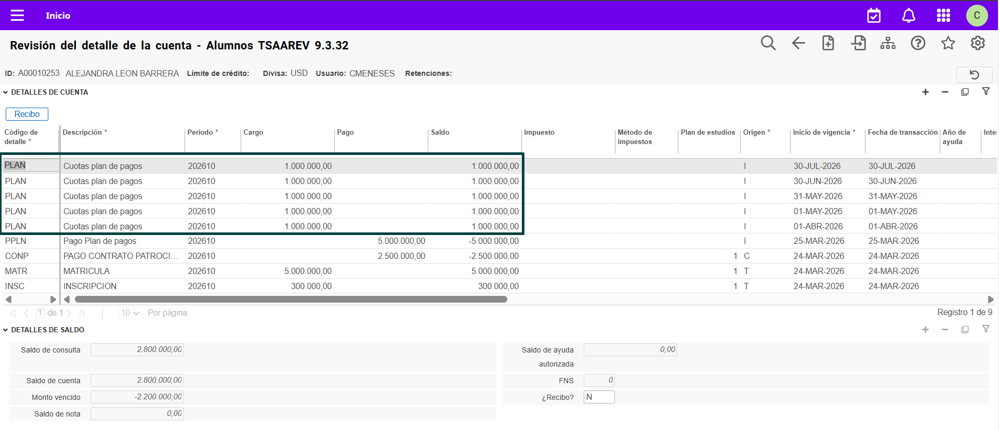 Inicio
C
Revisión del detalle de la cuenta - Alumnos TSAAREV 9.3.32
ID: A00010253 ALEJANDRA LEON BARRERA Límite de crédito: Divisa: USD Usuario: CMENESES Retenciones:
DETALLES DE CUENTA
Recibo
Código de detalle * Descripción * Periodo * Cargo Pago Saldo Impuesto Método de impuestos Plan de estudios Origen * Inicio de vigencia * Fecha de transacción Año de ayuda Inte
PLAN Cuotas plan de pagos 202610 1.000.000,00 1.000.000,00 I 30-JUL-2026 30-JUL-2026
PLAN Cuotas plan de pagos 202610 1.000.000,00 1.000.000,00 I 30-JUN-2026 30-JUN-2026
PLAN Cuotas plan de pagos 202610 1.000.000,00 1.000.000,00 I 31-MAY-2026 31-MAY-2026
PLAN Cuotas plan de pagos 202610 1.000.000,00 1.000.000,00 I 01-MAY-2026 01-MAY-2026
PLAN Cuotas plan de pagos 202610 1.000.000,00 1.000.000,00 I 01-ABR-2026 01-ABR-2026
PPLN Pago Plan de pagos 202610 5.000.000,00 -5.000.000,00 I 25-MAR-2026 25-MAR-2026
CONP PAGO CONTRATO PATROCI... 202610 2.500.000,00 -2.500.000,00 1 C 24-MAR-2026 24-MAR-2026
MATR MATRICULA 202610 5.000.000,00 5.000.000,00 1 T 24-MAR-2026 24-MAR-2026
INSC INSCRIPCION 202610 300.000,00 300.000,00 1 T 24-MAR-2026 24-MAR-2026
1 de 1 10 Por página Registro 1 de 9
DETALLES DE SALDO
Saldo de consulta 2.800.000,00 Saldo de ayuda autorizada 0,00
Saldo de cuenta 2.800.000,00 FNS 0
Monto vencido -2.200.000,00 ¿Recibo? N
Saldo de nota 0,00